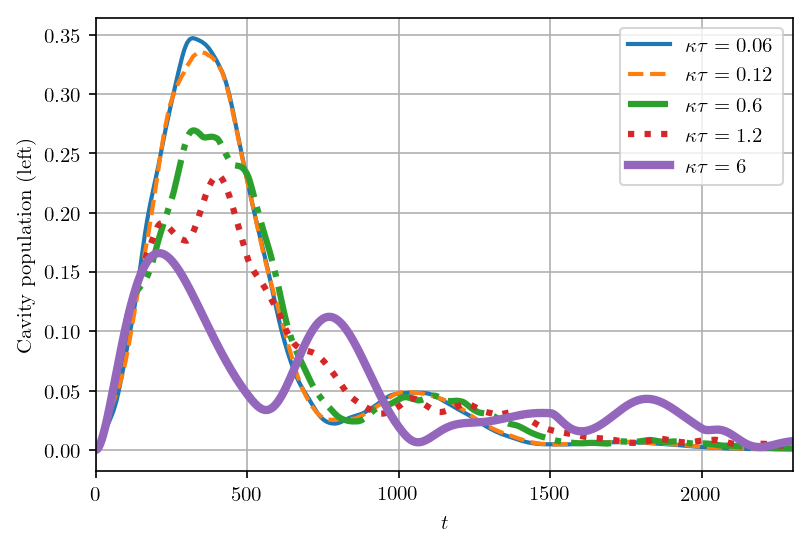 0.35
0.30
0.25
0.20
0.15
0.10
0.05
0.00
Cavity population (left)
0
500
1000
1500
2000
t
κτ = 0.06
κτ = 0.12
κτ = 0.6
κτ = 1.2
κτ = 6